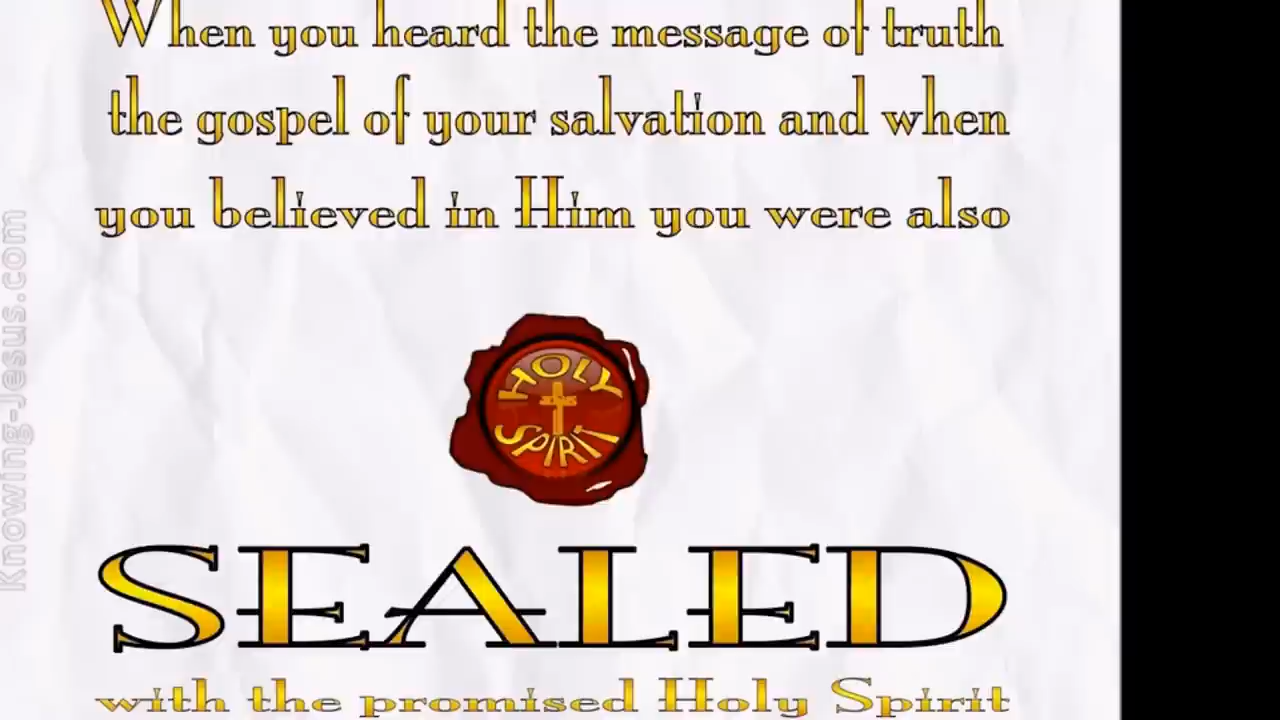 When you heard the message of truth
the gospel of your salvation and when
you believed in Him you were also
HOLY
JESUS
SPIRIT
SEALED
with the promised Holy Spirit
Knowing-Jesus.com